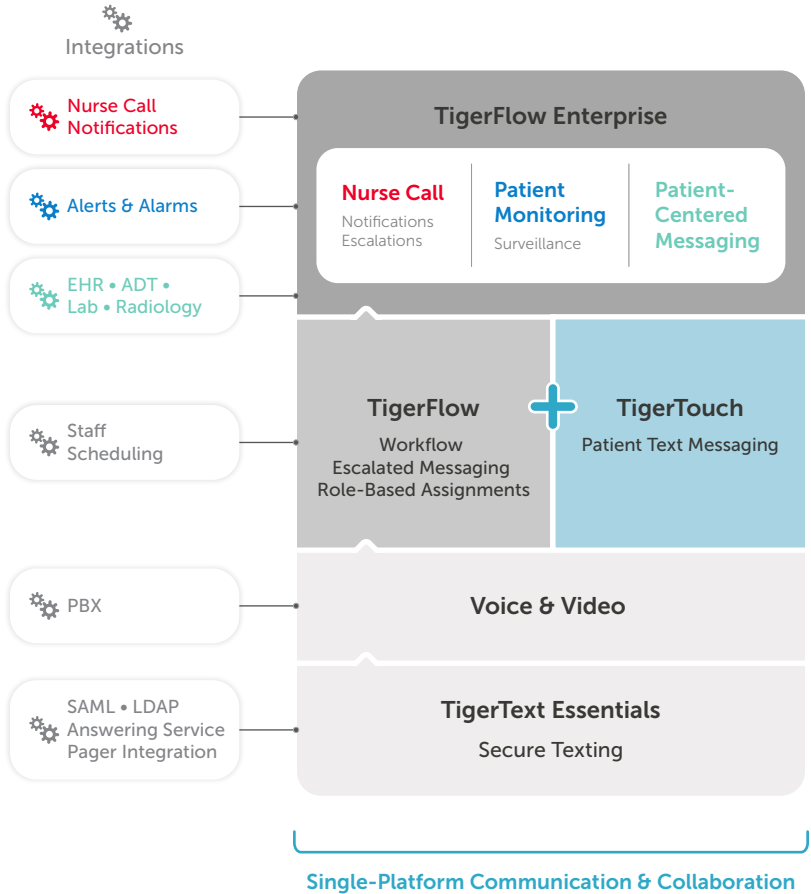 Integrations
Nurse Call
Notifications
Alerts & Alarms
EHR • ADT •
Lab • Radiology
Staff
Scheduling
PBX
SAML • LDAP
Answering Service
Pager Integration
TigerFlow Enterprise
Nurse Call
Notifications
Escalations
Patient
Monitoring
Surveillance
Patient-
Centered
Messaging
TigerFlow
Workflow
Escalated Messaging
Role-Based Assignments
TigerTouch
Patient Text Messaging
Voice & Video
TigerText Essentials
Secure Texting
Single-Platform Communication & Collaboration